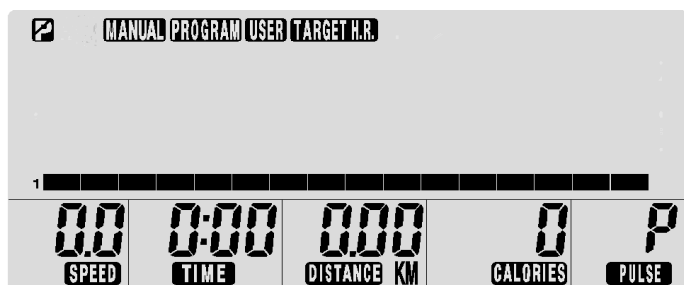 MANUAL PROGRAM USER TARGET H.R.
1
0.0 0:00 0.00 0 P
SPEED TIME DISTANCE KM CALORIES PULSE